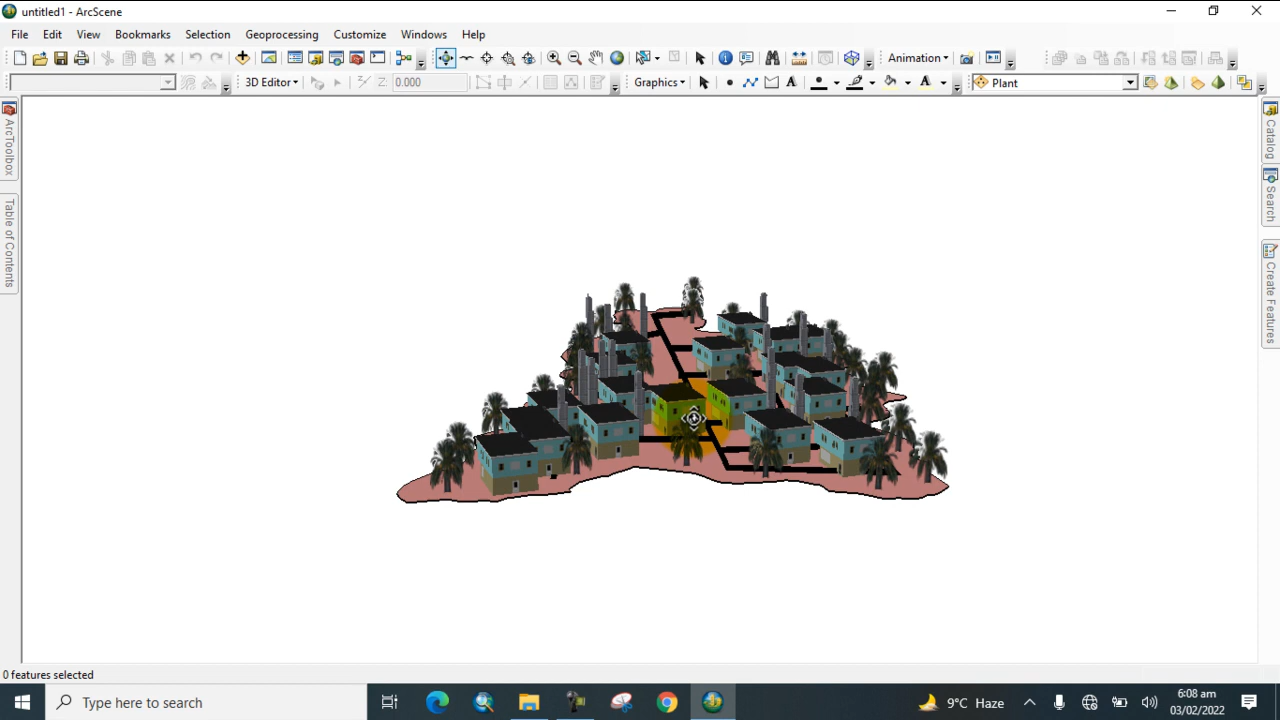 untitled1 - ArcScene
File Edit View Bookmarks Selection Geoprocessing Customize Windows Help
Animation
3D Editor Z: 0.000 Graphics A A Plant
ArcToolbox
Table of Contents
Catalog
Search
Create Features
0 features selected
Type here to search
9°C Haze
6:08 am
03/02/2022